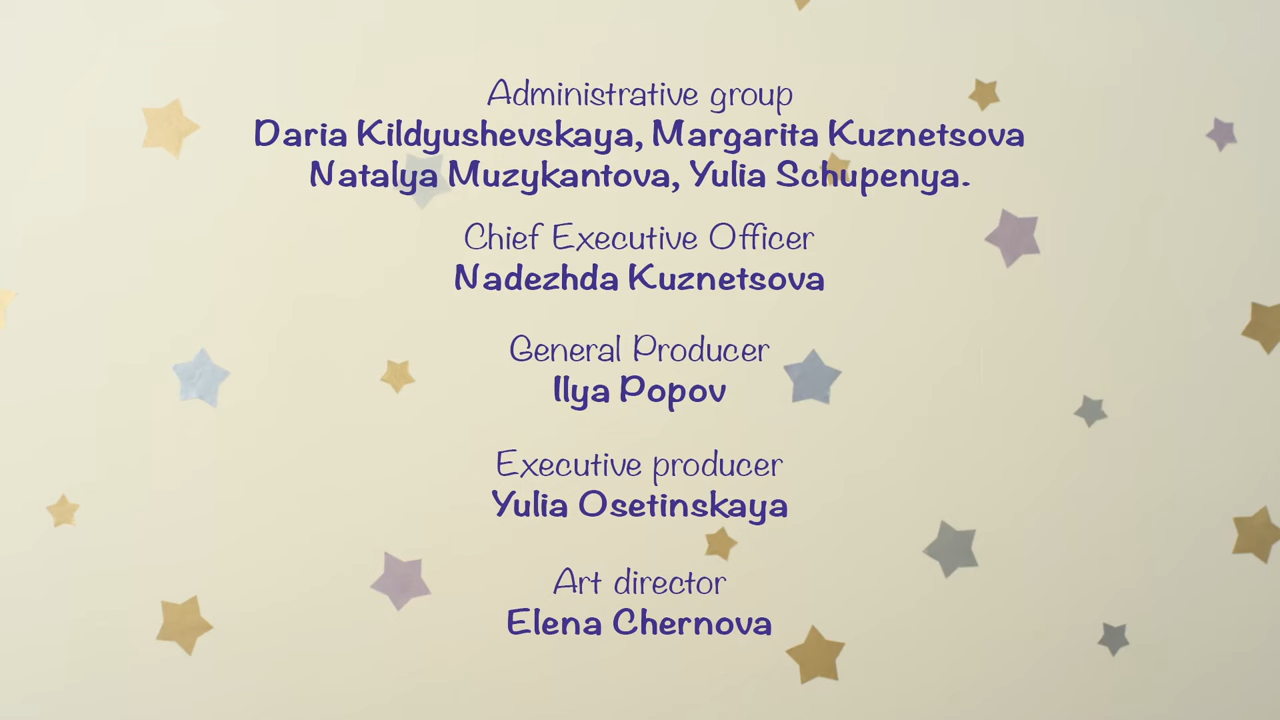 Administrative group
Daria Kildyushevskaya, Margarita Kuznetsova
Natalya Muzykantova, Yulia Schupenya.
Chief Executive Officer
Nadezhda Kuznetsova
General Producer
Ilya Popov
Executive producer
Yulia Osetinskaya
Art director
Elena Chernova